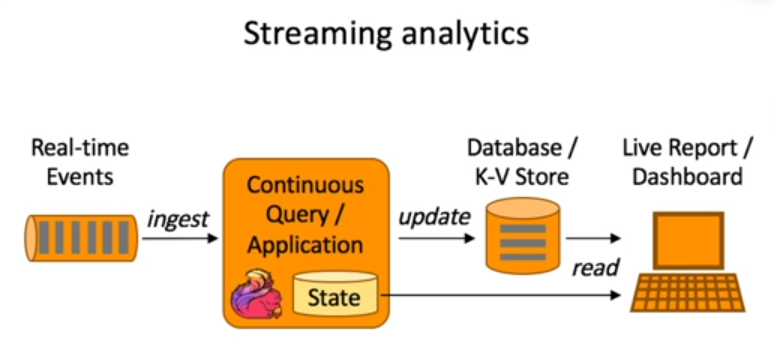 Streaming analytics
Real-time
Events
ingest
Continuous
Query /
Application
State
update
Database /
K-V Store
read
Live Report /
Dashboard